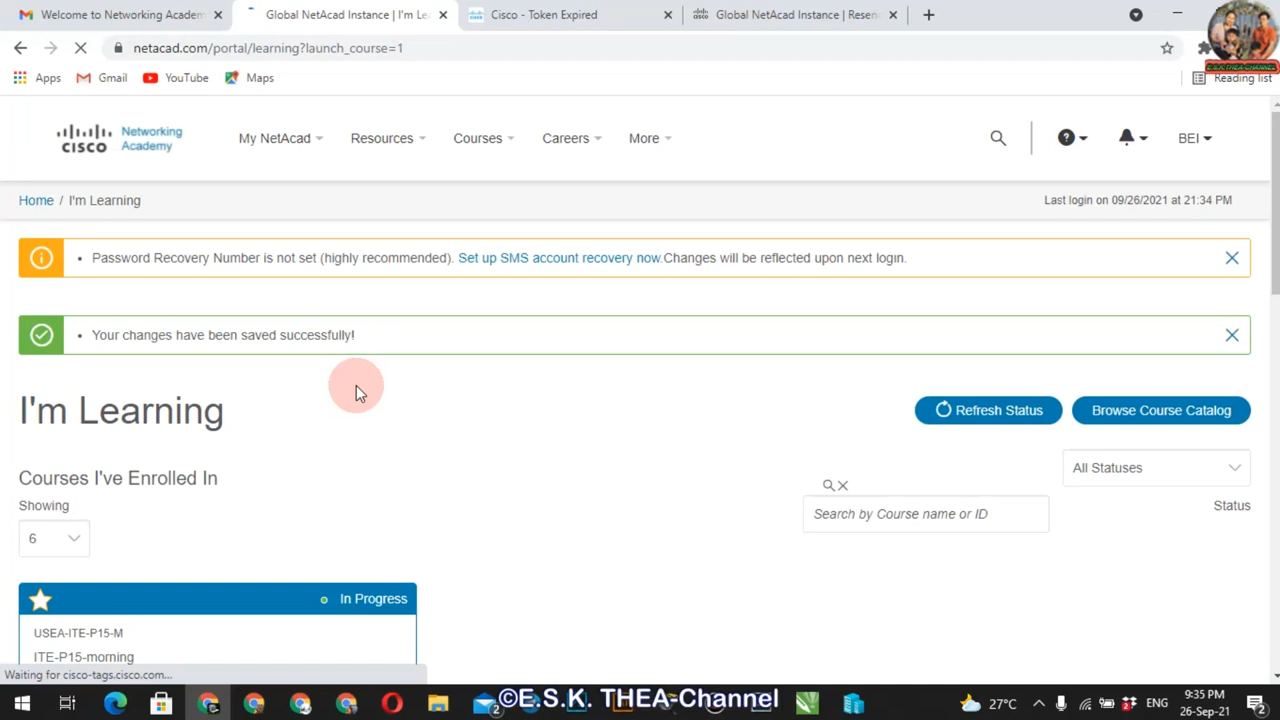 Welcome to Networking Academ
Global NetAcad Instance | I'm Le
Cisco - Token Expired
Global NetAcad Instance | Resen
netacad.com/portal/learning?launch_course=1
Apps
Gmail
YouTube
Maps
Reading list
E.S.K.THEA-CHANNEL
cisco
Networking
Academy
My NetAcad
Resources
Courses
Careers
More
BEI
Home / I'm Learning
Last login on 09/26/2021 at 21:34 PM
• Password Recovery Number is not set (highly recommended). Set up SMS account recovery now.Changes will be reflected upon next login.
• Your changes have been saved successfully!
I'm Learning
Refresh Status
Browse Course Catalog
Courses I've Enrolled In
All Statuses
Showing
Status
6
Search by Course name or ID
In Progress
USEA-ITE-P15-M
ITE-P15-morning
Waiting for cisco-tags.cisco.com...
©E.S.K. THEA-Channel
2
27°C
ENG
9:35 PM
26-Sep-21
2